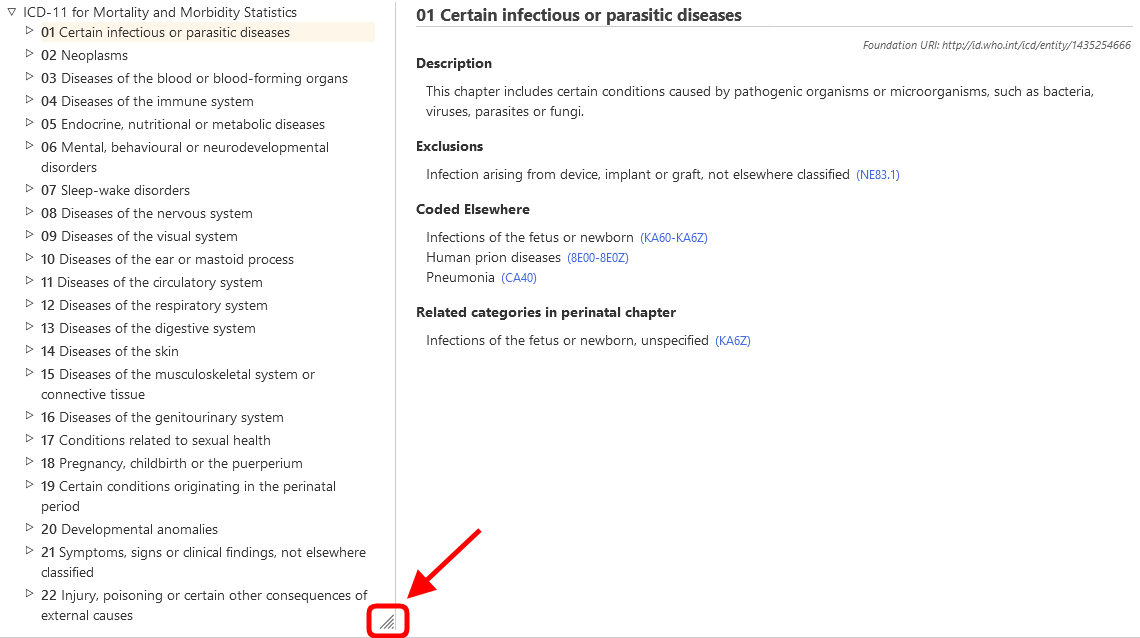 ICD-11 for Mortality and Morbidity Statistics
01 Certain infectious or parasitic diseases
02 Neoplasms
03 Diseases of the blood or blood-forming organs
04 Diseases of the immune system
05 Endocrine, nutritional or metabolic diseases
06 Mental, behavioural or neurodevelopmental
disorders
07 Sleep-wake disorders
08 Diseases of the nervous system
09 Diseases of the visual system
10 Diseases of the ear or mastoid process
11 Diseases of the circulatory system
12 Diseases of the respiratory system
13 Diseases of the digestive system
14 Diseases of the skin
15 Diseases of the musculoskeletal system or
connective tissue
16 Diseases of the genitourinary system
17 Conditions related to sexual health
18 Pregnancy, childbirth or the puerperium
19 Certain conditions originating in the perinatal
period
20 Developmental anomalies
21 Symptoms, signs or clinical findings, not elsewhere
classified
22 Injury, poisoning or certain other consequences of
external causes
01 Certain infectious or parasitic diseases
Foundation URI: http://id.who.int/icd/entity/1435254666
Description
This chapter includes certain conditions caused by pathogenic organisms or microorganisms, such as bacteria,
viruses, parasites or fungi.
Exclusions
Infection arising from device, implant or graft, not elsewhere classified (NE83.1)
Coded Elsewhere
Infections of the fetus or newborn (KA60-KA6Z)
Human prion diseases (8E00-8E0Z)
Pneumonia (CA40)
Related categories in perinatal chapter
Infections of the fetus or newborn, unspecified (KA6Z)